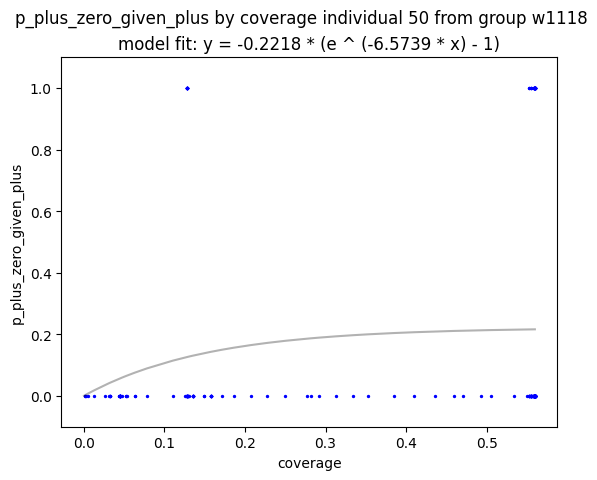 p_plus_zero_given_plus by coverage individual 50 from group w1118
model fit: y = -0.2218 * (e ^ (-6.5739 * x) - 1)
p_plus_zero_given_plus
1.0
0.8
0.6
0.4
0.2
0.0
0.0 0.1 0.2 0.3 0.4 0.5
coverage